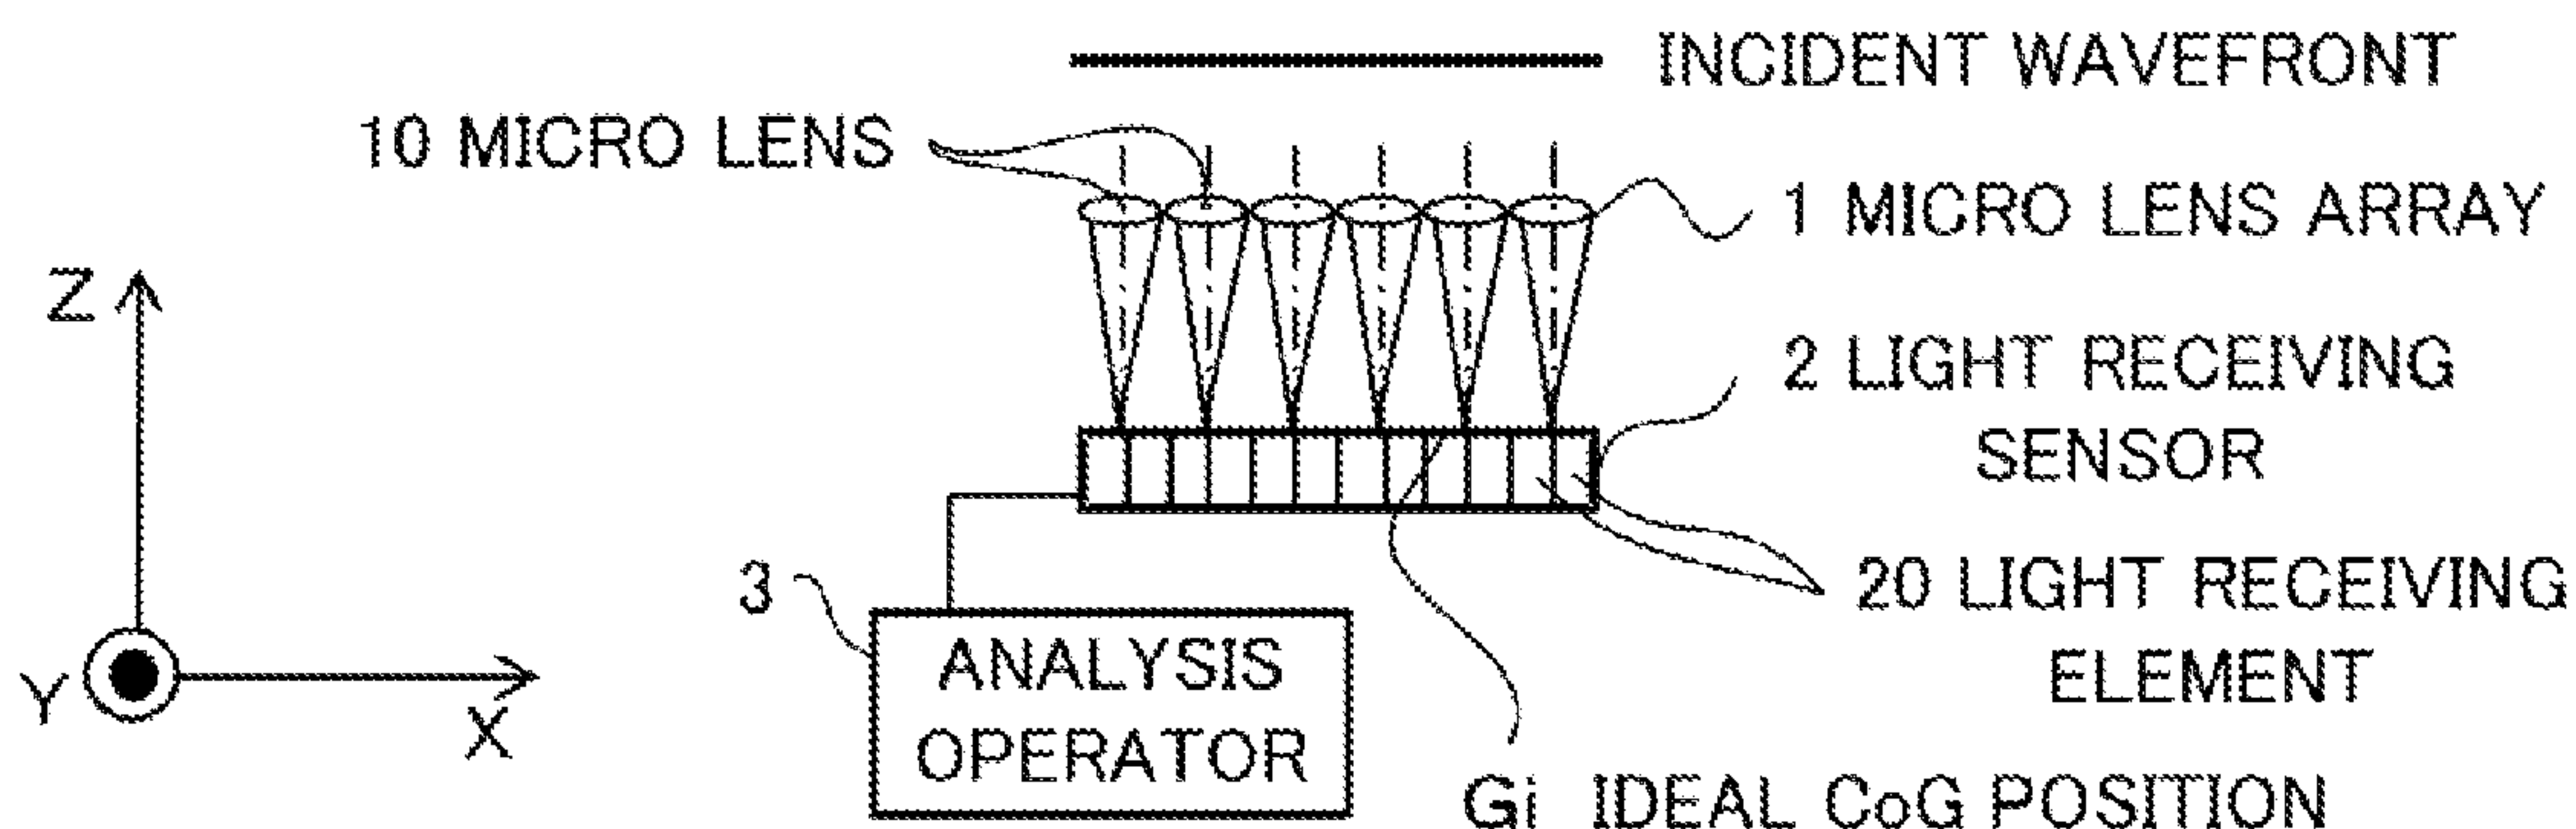 INCIDENT WAVEFRONT
10 MICRO LENS
1 MICRO LENS ARRAY
Z
2 LIGHT RECEIVING
SENSOR
3
20 LIGHT RECEIVING
ELEMENT
ANALYSIS
OPERATOR
Y
X
Gi IDEAL CoG POSITION